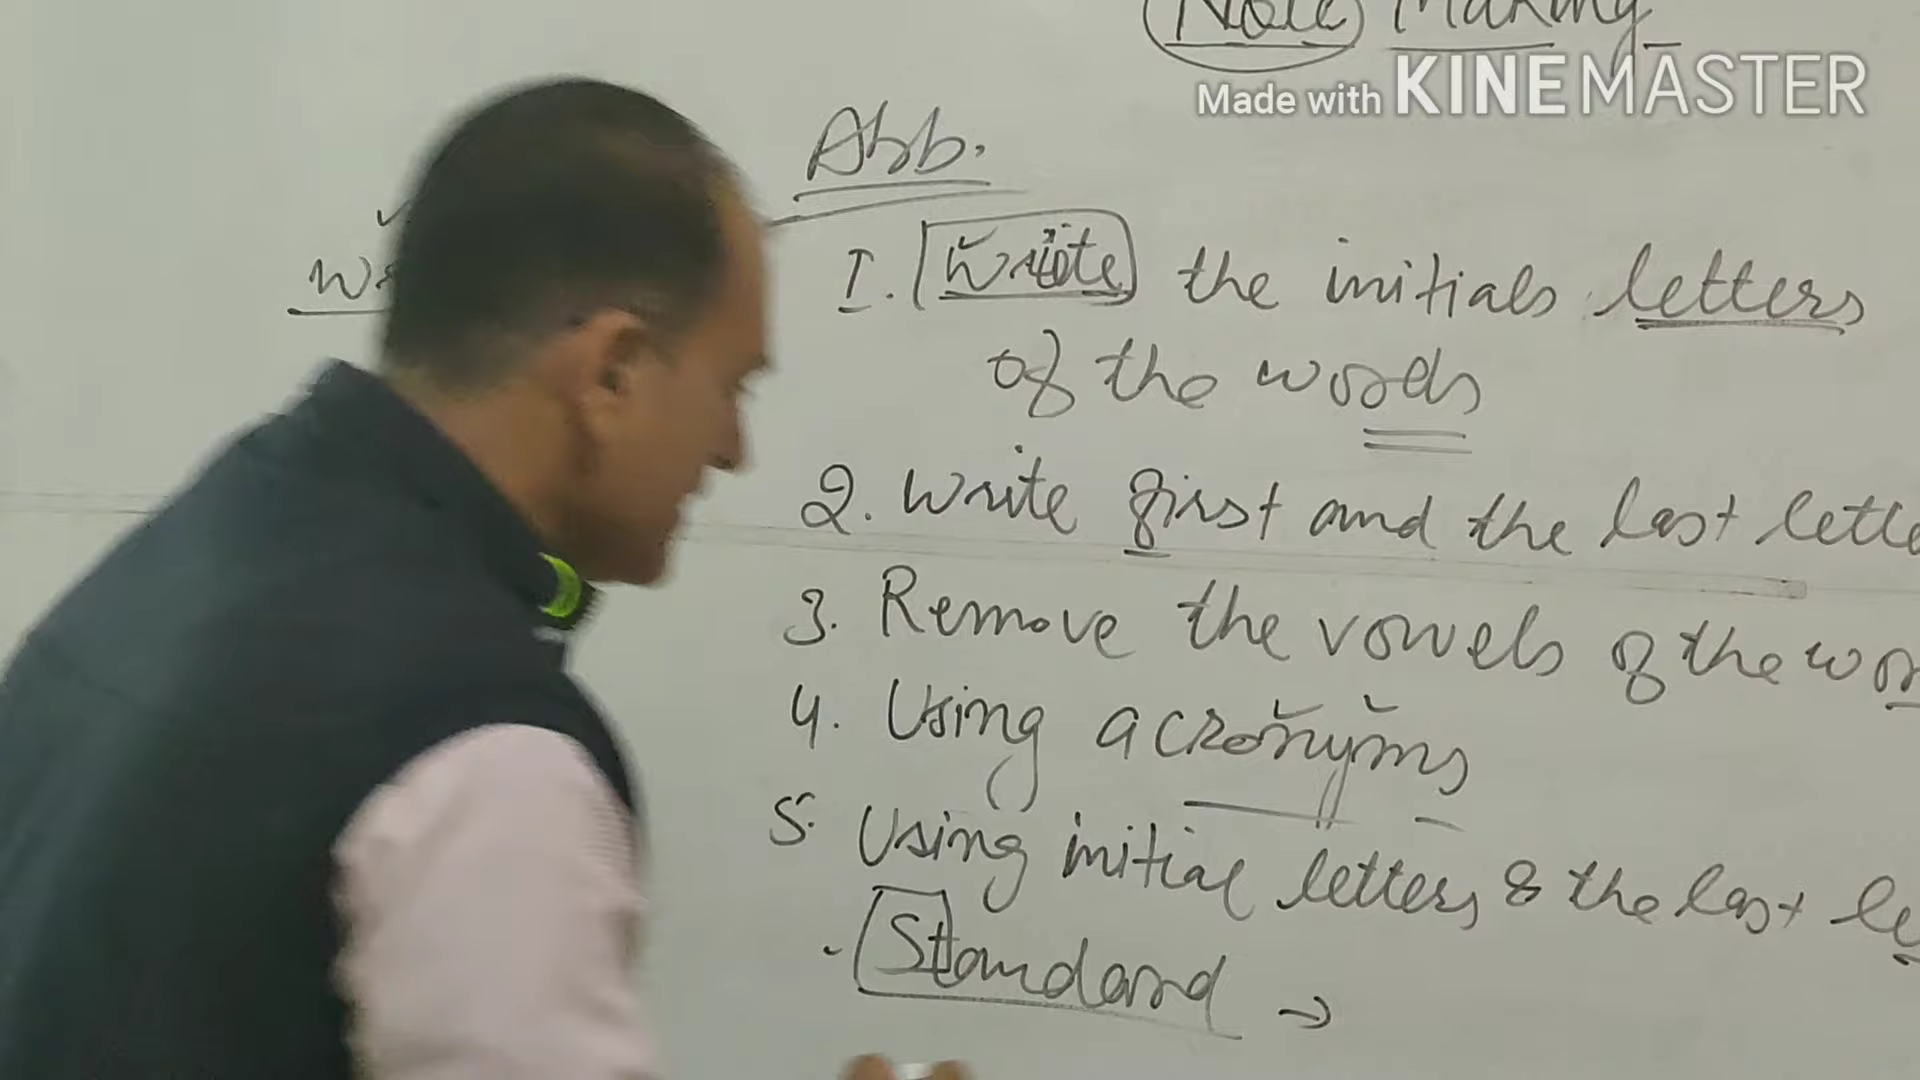 Note Making
Made with KINEMASTER
Abb.
1. Write the initials letters
of the words
2. Write first and the last lette
3. Remove the vowels of the wor
4. Using acronyms
5. Using initial letters & the last le
Standard →